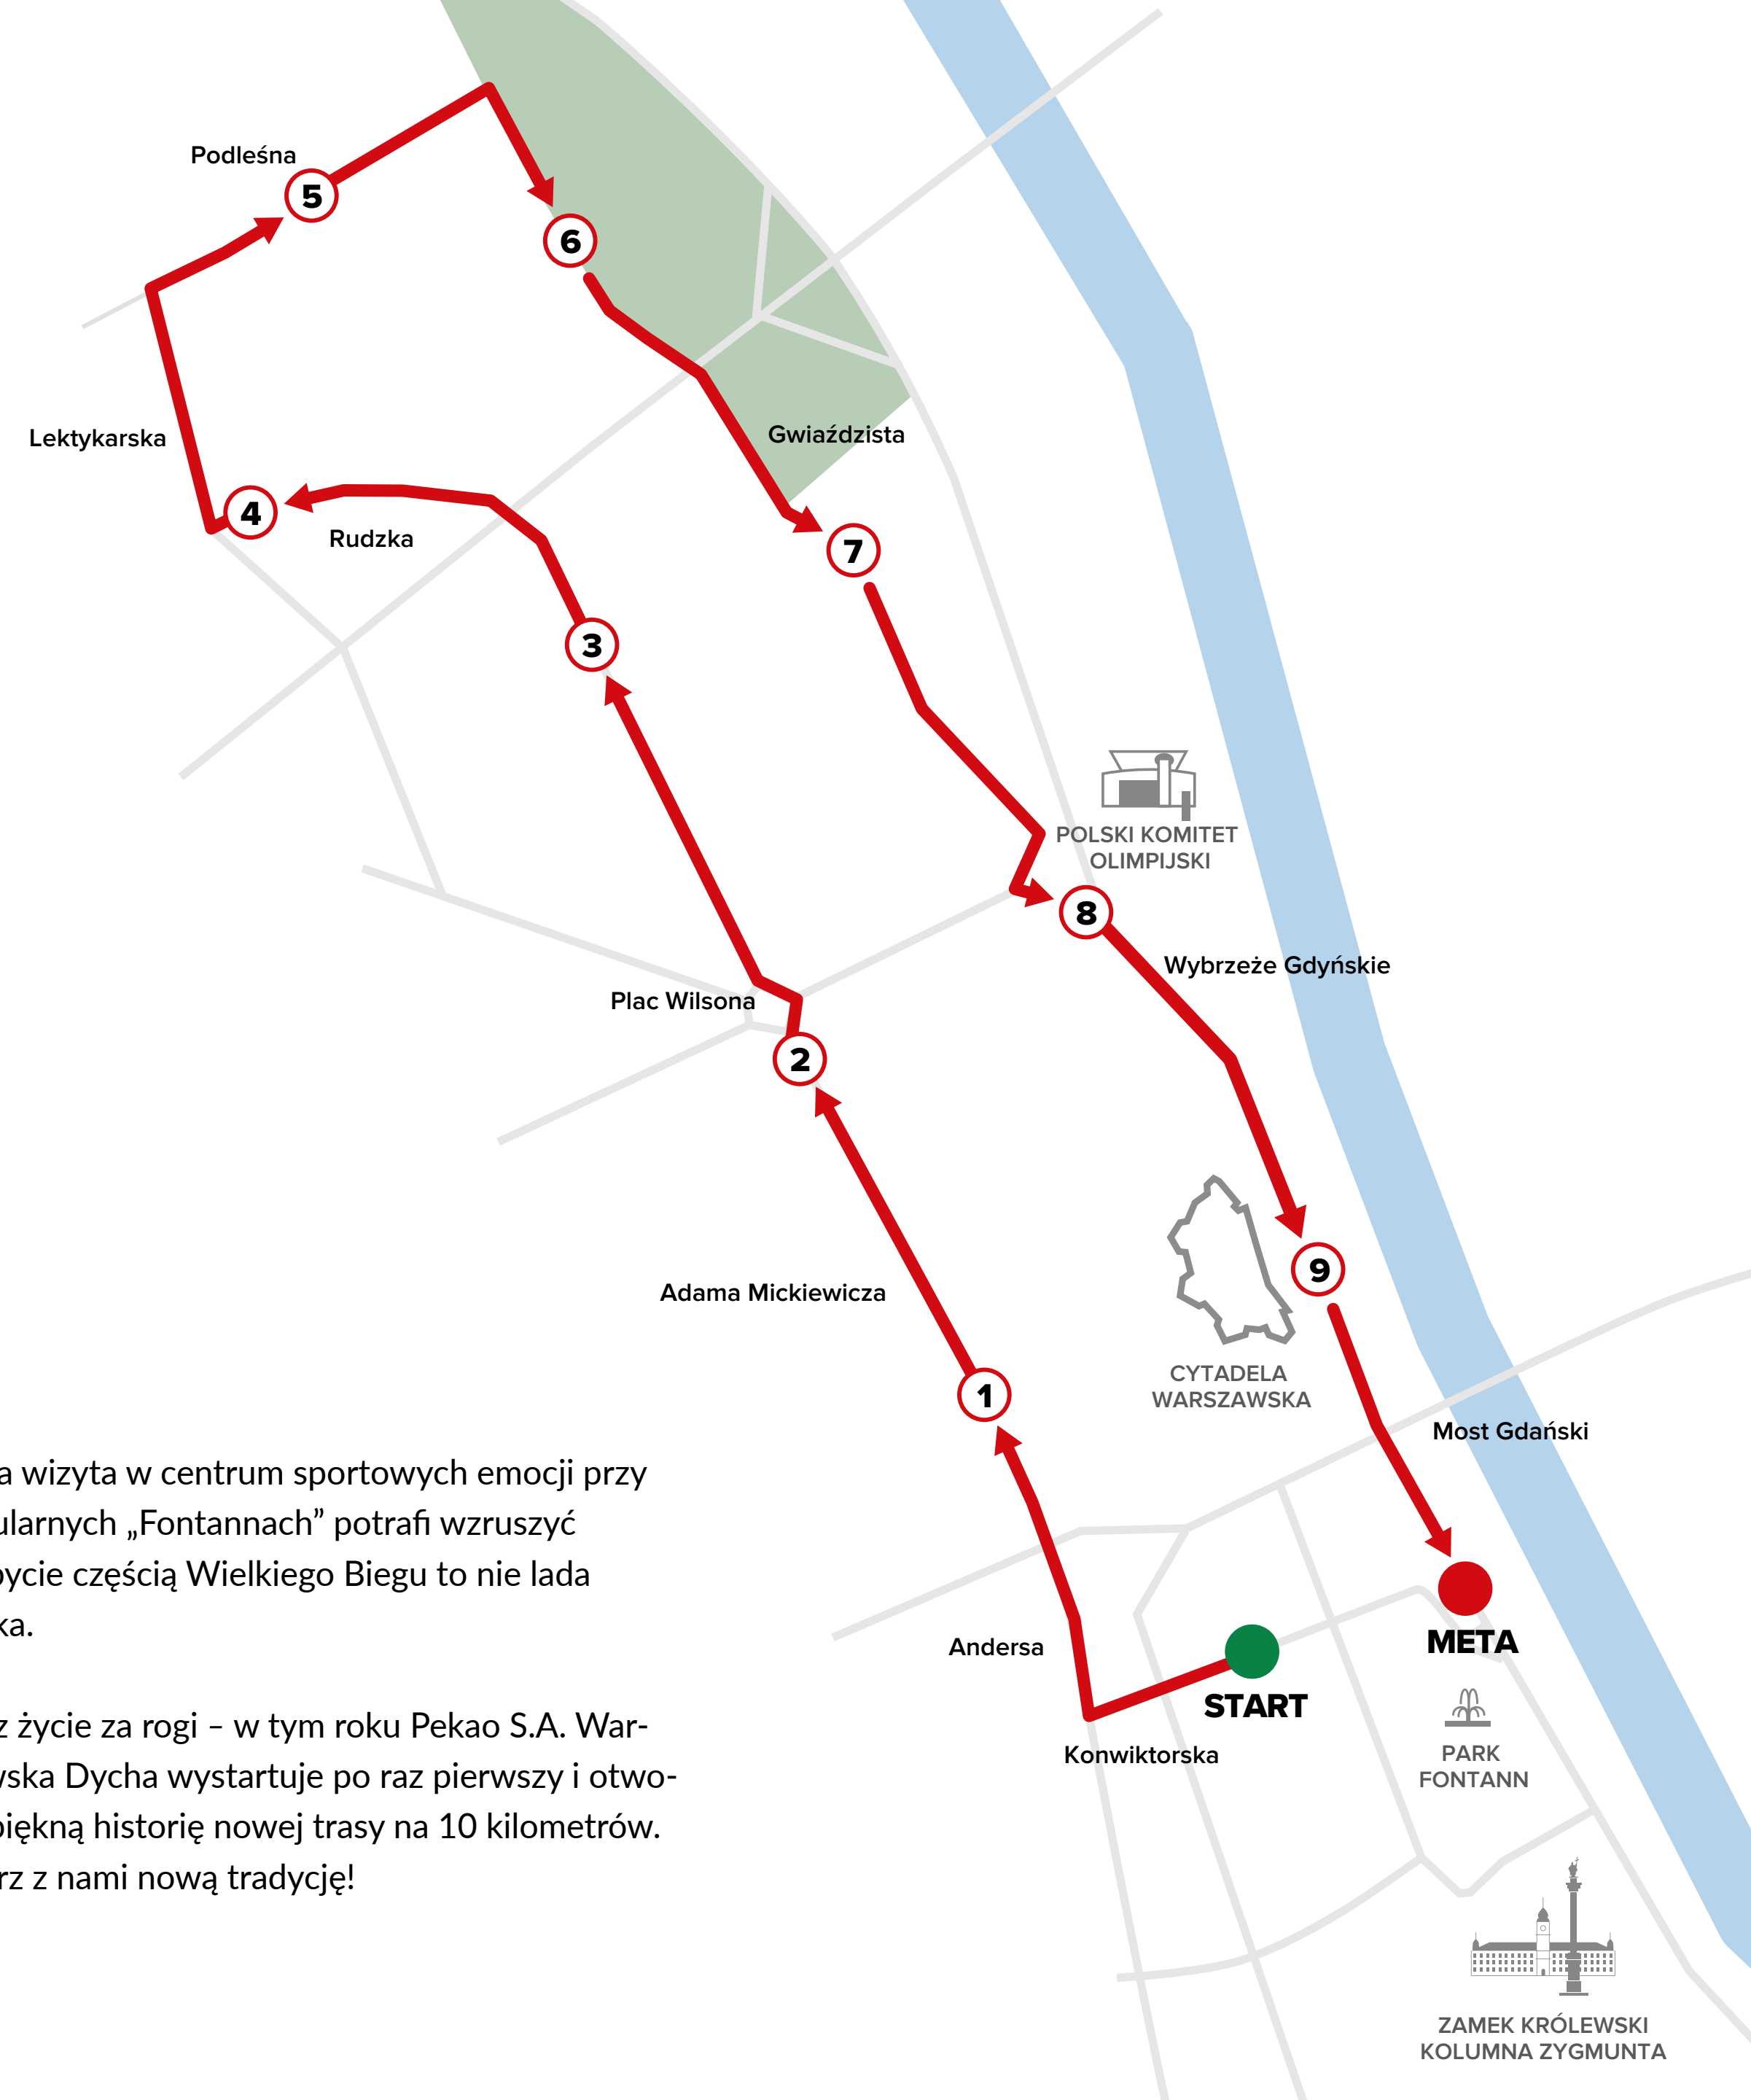 Podleśna
5
6
Lektykarska
Gwiaździsta
4
Rudzka
7
3
POLSKI KOMITET
OLIMPIJSKI
8
Wybrzeże Gdyńskie
Plac Wilsona
2
9
Adama Mickiewicza
CYTADELA
WARSZAWSKA
1
Most Gdański
a wizyta w centrum sportowych emocji przy
ularnych „Fontannach” potrafi wzruszyć
bycie częścią Wielkiego Biegu to nie lada
ka.
Andersa
META
START
z życie za rogi – w tym roku Pekao S.A. War-
wska Dycha wystartuje po raz pierwszy i otwo-
piękną historię nowej trasy na 10 kilometrów.
rz z nami nową tradycję!
Konwiktorska
PARK
FONTANN
ZAMEK KRÓLEWSKI
KOLUMNA ZYGMUNTA